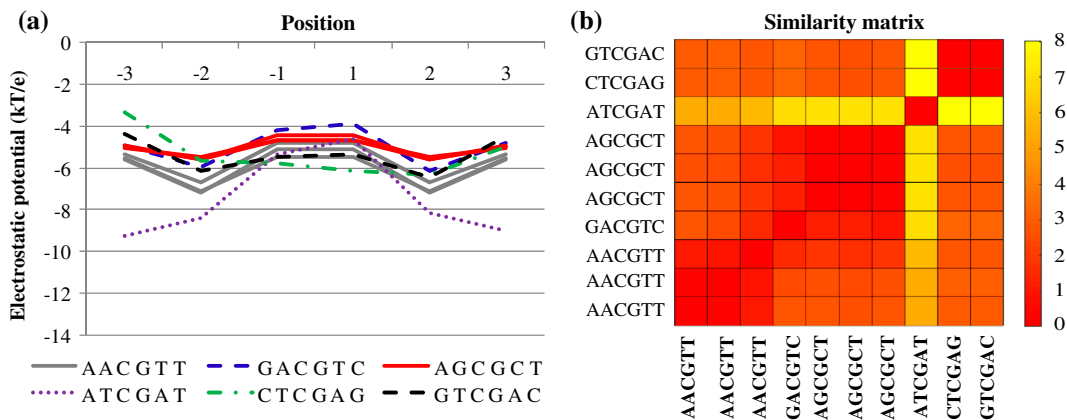 (a)
Position
0
-2
-4
-6
-8
-10
-12
-14
-3 -2 -1 1 2 3
Electrostatic potential (kT/e)
AACGTT GACGTC AGCGCT
ATCGAT CTCGAG GTCGAC
(b)
Similarity matrix
GTCGAC
CTCGAG
ATCGAT
AGCGCT
AGCGCT
AGCGCT
GACGTC
AACGTT
AACGTT
AACGTT
AACGTT
AACGTT
AACGTT
GACGTC
AGCGCT
AGCGCT
AGCGCT
ATCGAT
CTCGAG
GTCGAC
8
7
6
5
4
3
2
1
0